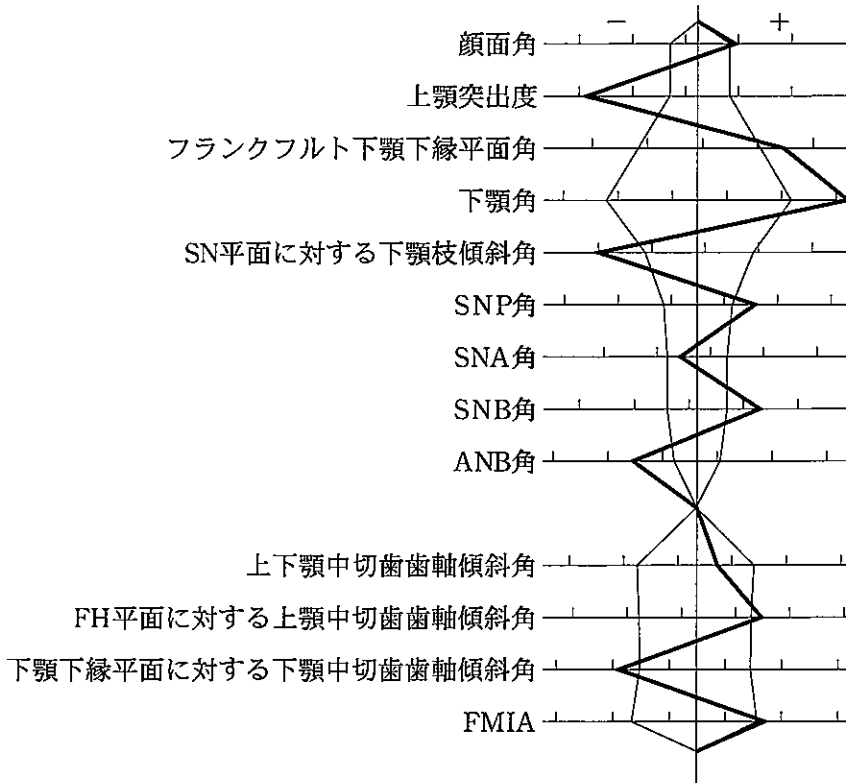 − +
顔面角
上顎突出度
フランクフルト下顎下縁平面角
下顎角
SN平面に対する下顎枝傾斜角
SNP角
SNA角
SNB角
ANB角
上下顎中切歯歯軸傾斜角
FH平面に対する上顎中切歯歯軸傾斜角
下顎下縁平面に対する下顎中切歯歯軸傾斜角
FMIA